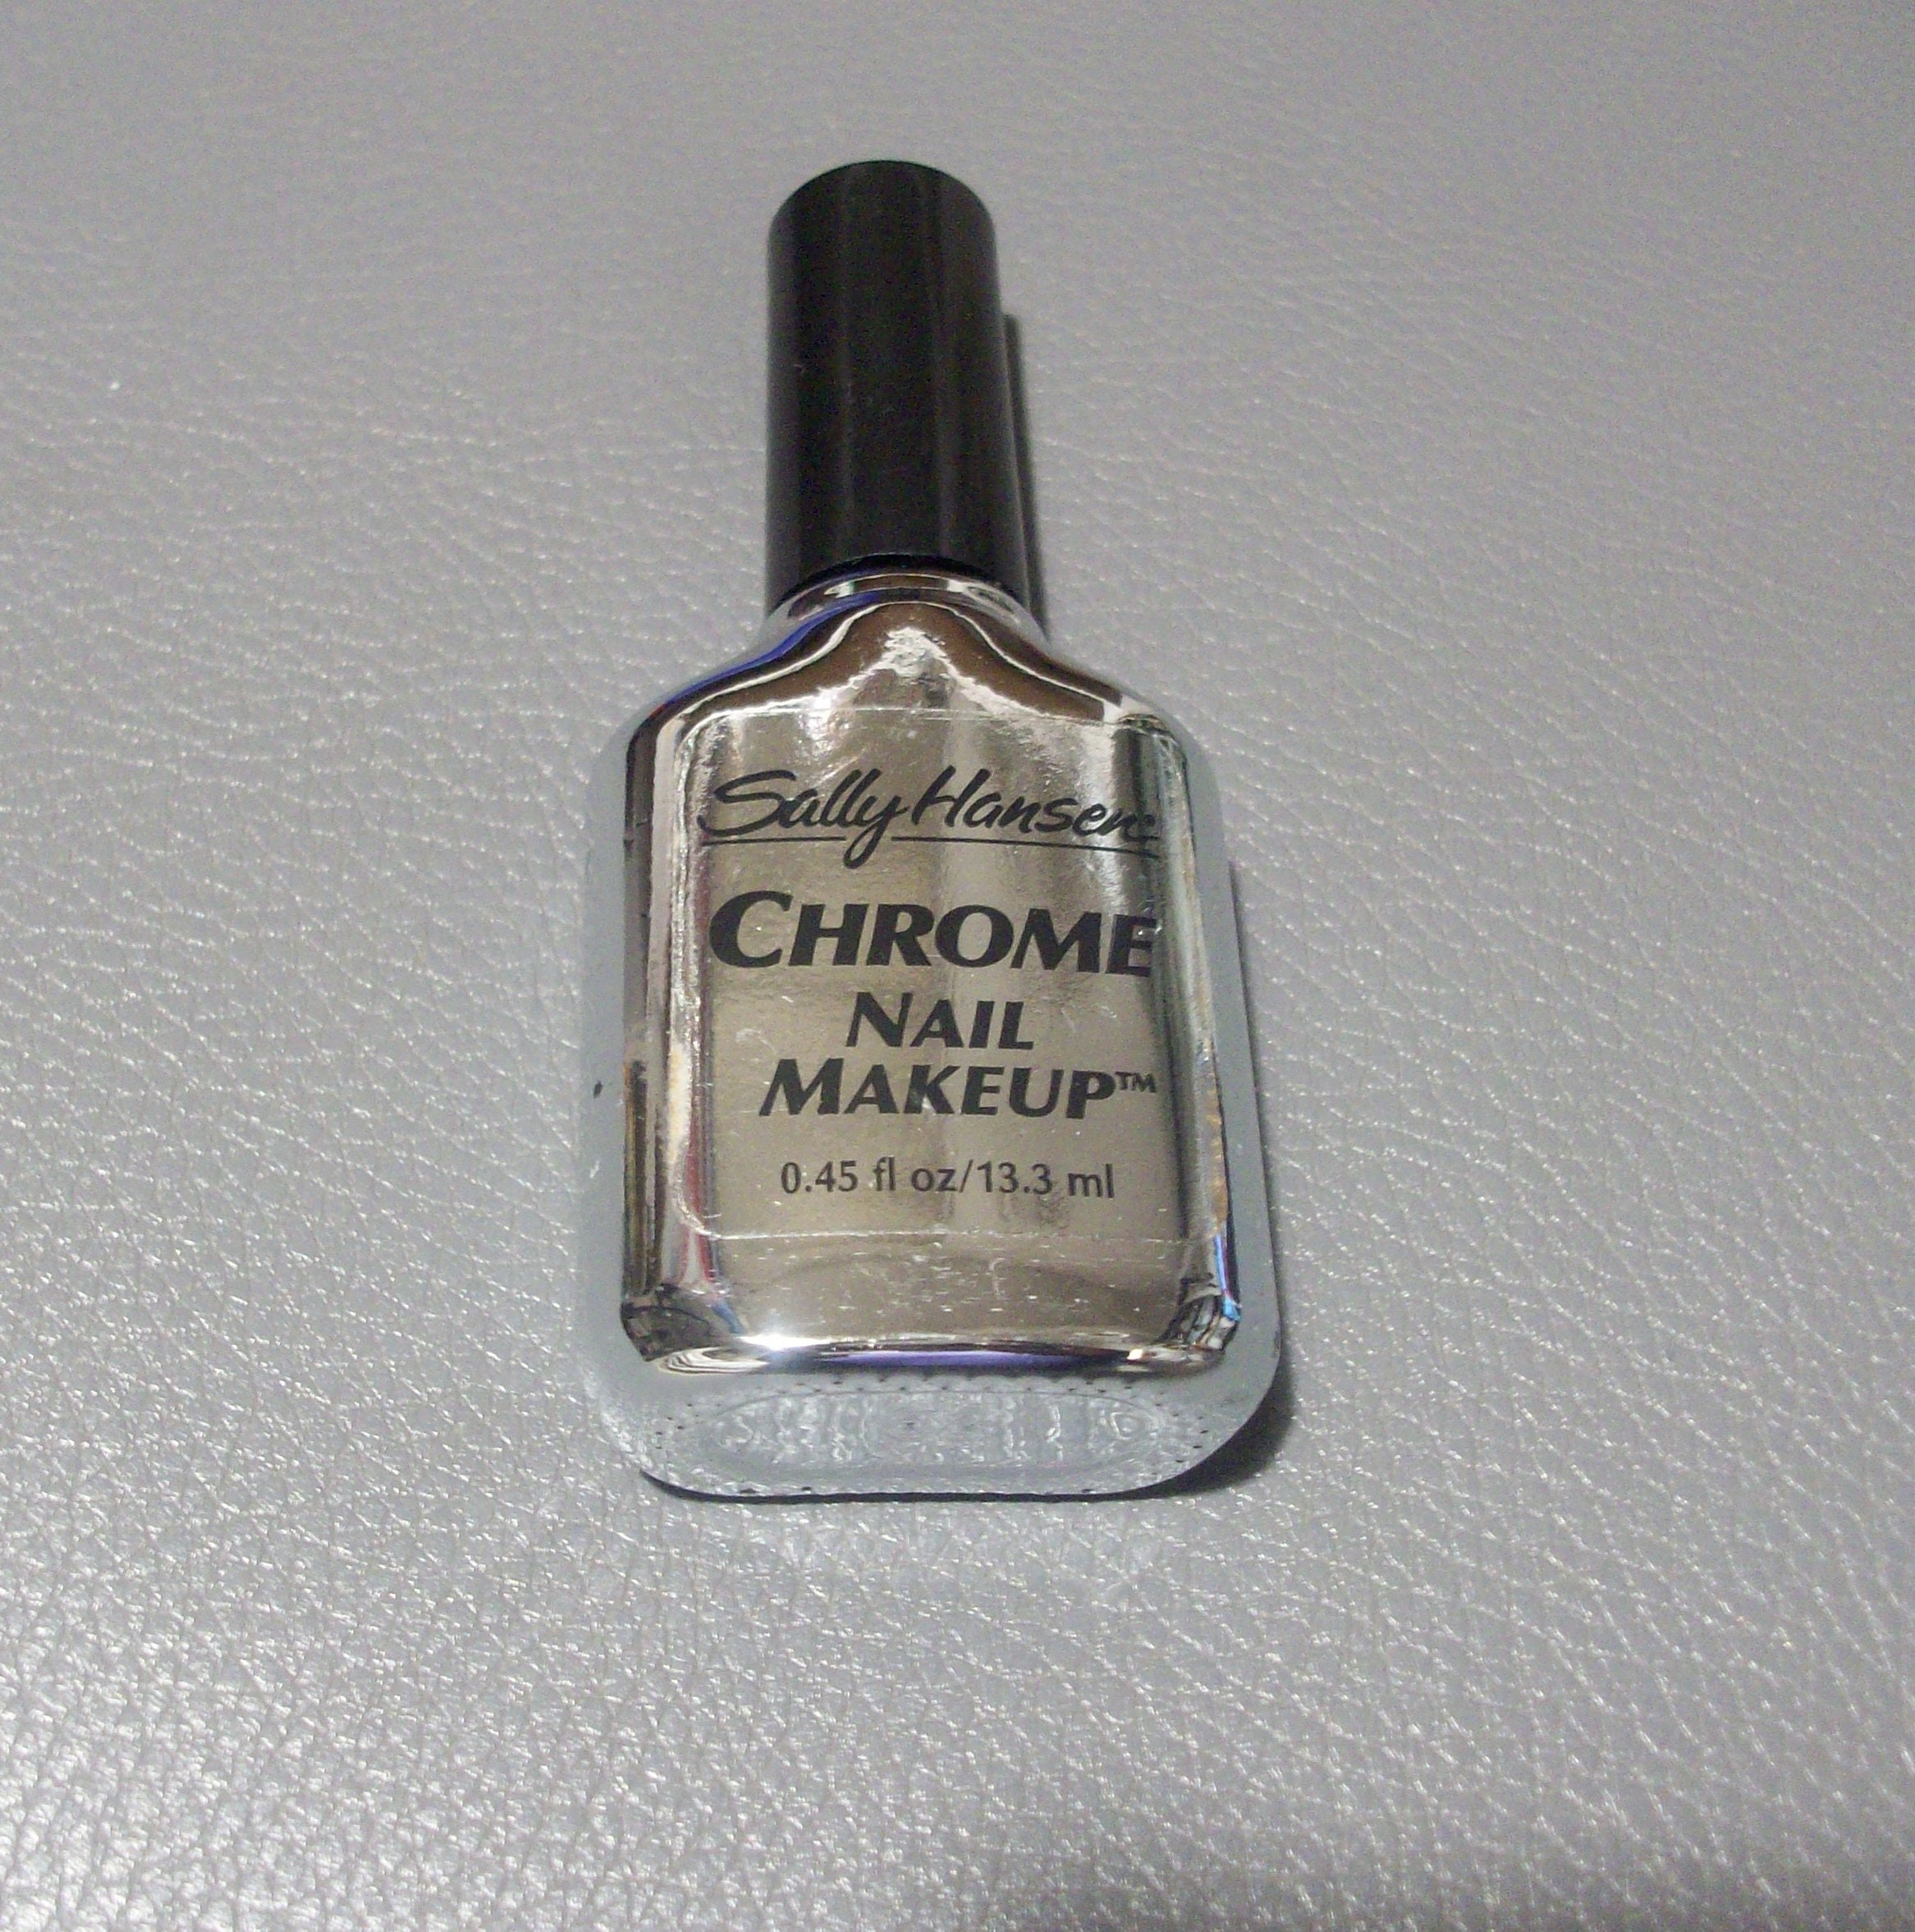 Sally Hansen
CHROME
NAIL
MAKEUP™
0.45 fl oz/13.3 ml